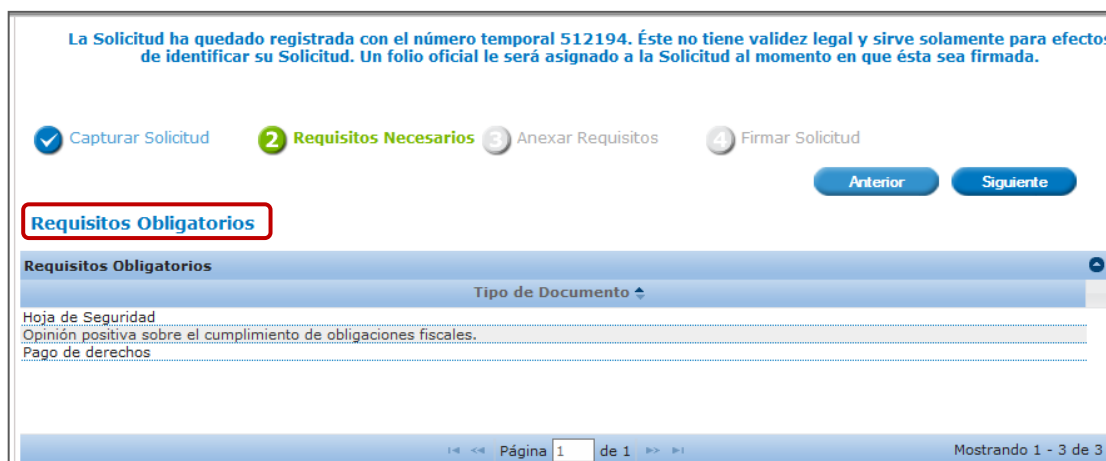 La Solicitud ha quedado registrada con el número temporal 512194. Éste no tiene validez legal y sirve solamente para efectos
de identificar su Solicitud. Un folio oficial le será asignado a la Solicitud al momento en que ésta sea firmada.
Capturar Solicitud 2 Requisitos Necesarios 3 Anexar Requisitos 4 Firmar Solicitud
Anterior Siguiente
Requisitos Obligatorios
Requisitos Obligatorios
Tipo de Documento
Hoja de Seguridad
Opinión positiva sobre el cumplimiento de obligaciones fiscales.
Pago de derechos
Página 1 de 1 Mostrando 1 - 3 de 3